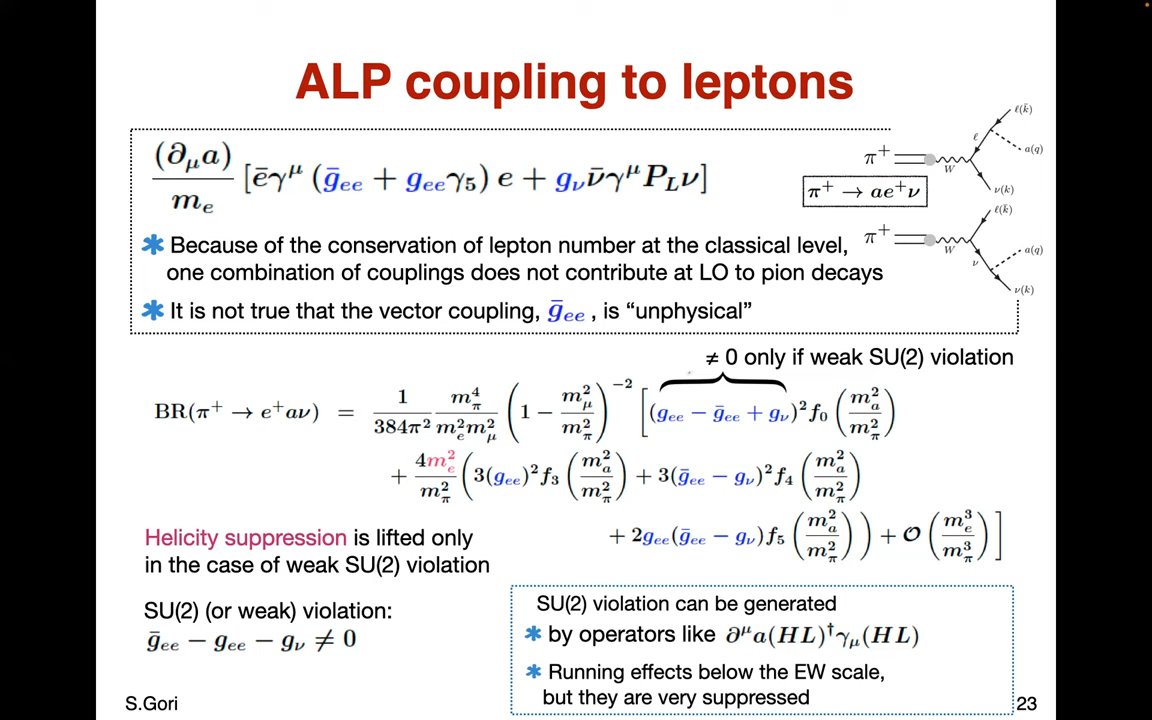 ALP coupling to leptons
(∂_μ a)/m_e [ēγ^μ (ḡ_ee + g_ee γ_5) e + g_ν ν̄γ^μ P_L ν]
π⁺ W ℓ ℓ(k̄) a(q) ν(k)
π⁺ → ae⁺ν
π⁺ W ν ℓ(k̄) a(q) ν(k)
✱ Because of the conservation of lepton number at the classical level,
one combination of couplings does not contribute at LO to pion decays
✱ It is not true that the vector coupling, ḡ_ee , is “unphysical”
≠ 0 only if weak SU(2) violation
BR(π⁺ → e⁺aν) = 1/(384π²) m_π⁴/(m_e² m_μ²) (1 − m_μ²/m_π²)^−2 [(g_ee − ḡ_ee + g_ν)² f_0 (m_a²/m_π²)
+ 4m_e²/m_π² (3(g_ee)² f_3 (m_a²/m_π²) + 3(ḡ_ee − g_ν)² f_4 (m_a²/m_π²)
+ 2g_ee(ḡ_ee − g_ν) f_5 (m_a²/m_π²)) + O (m_e³/m_π³)]
Helicity suppression is lifted only
in the case of weak SU(2) violation
SU(2) (or weak) violation:
ḡ_ee − g_ee − g_ν ≠ 0
SU(2) violation can be generated
✱ by operators like ∂^μ a(HL)†γ_μ(HL)
✱ Running effects below the EW scale,
but they are very suppressed
S.Gori
23